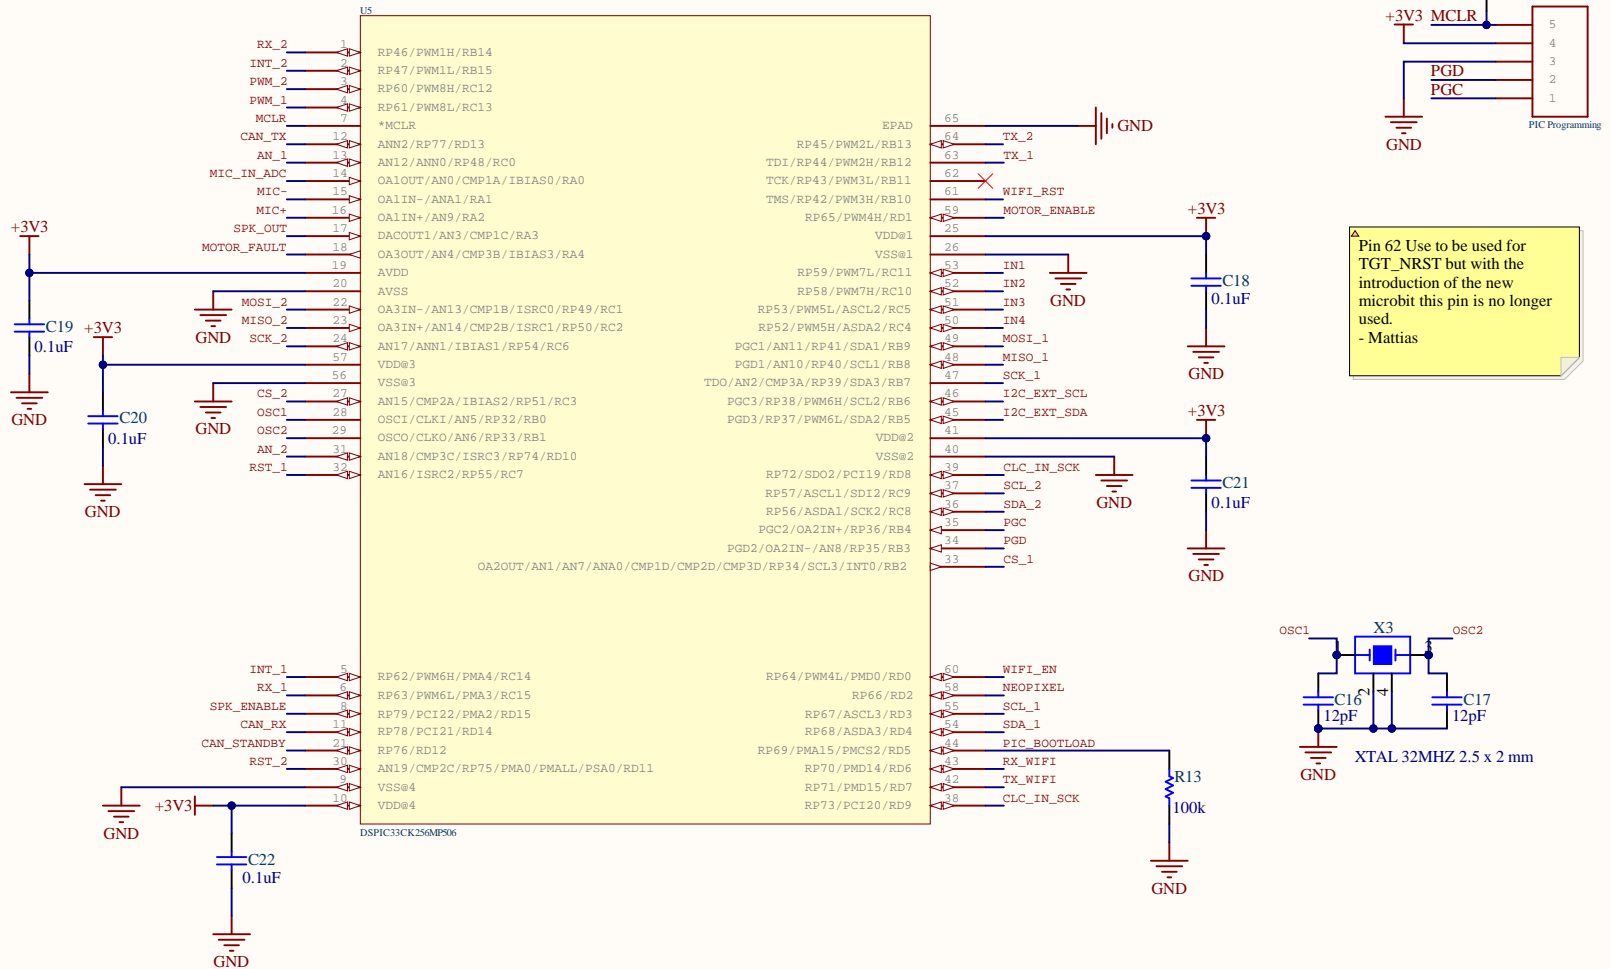 U5
RX_2 1 RP46/PWM1H/RB14
INT_2 2 RP47/PWM1L/RB15
PWM_2 3 RP60/PWM8H/RC12
PWM_1 4 RP61/PWM8L/RC13
MCLR 7 *MCLR
CAN_TX 12 ANN2/RP77/RD13
AN_1 13 AN12/ANN0/RP48/RC0
MIC_IN_ADC 14 OA1OUT/AN0/CMP1A/IBIAS0/RA0
MIC- 15 OA1IN-/ANA1/RA1
MIC+ 16 OA1IN+/AN9/RA2
SPK_OUT 17 DACOUT1/AN3/CMP1C/RA3
MOTOR_FAULT 18 OA3OUT/AN4/CMP3B/IBIAS3/RA4
+3V3 19 AVDD
GND 20 AVSS
MOSI_2 22 OA3IN-/AN13/CMP1B/ISRC0/RP49/RC1
MISO_2 23 OA3IN+/AN14/CMP2B/ISRC1/RP50/RC2
SCK_2 24 AN17/ANN1/IBIAS1/RP54/RC6
+3V3 57 VDD@3
GND 56 VSS@3
CS_2 27 AN15/CMP2A/IBIAS2/RP51/RC3
OSC1 28 OSCI/CLKI/AN5/RP32/RB0
OSC2 29 OSCO/CLKO/AN6/RP33/RB1
AN_2 31 AN18/CMP3C/ISRC3/RP74/RD10
RST_1 32 AN16/ISRC2/RP55/RC7
C19
0.1uF
GND
C20
0.1uF
GND
INT_1 5 RP62/PWM6H/PMA4/RC14
RX_1 6 RP63/PWM6L/PMA3/RC15
SPK_ENABLE 8 RP79/PCI22/PMA2/RD15
CAN_RX 11 RP78/PCI21/RD14
CAN_STANDBY 21 RP76/RD12
RST_2 30 AN19/CMP2C/RP75/PMA0/PMALL/PSA0/RD11
GND 9 VSS@4
+3V3 10 VDD@4
C22
0.1uF
GND
DSPIC33CK256MP506
EPAD 65 GND
RP45/PWM2L/RB13 64 TX_2
TDI/RP44/PWM2H/RB12 63 TX_1
TCK/RP43/PWM3L/RB11 62
TMS/RP42/PWM3H/RB10 61 WIFI_RST
RP65/PWM4H/RD1 59 MOTOR_ENABLE
VDD@1 25 +3V3
VSS@1 26 GND
RP59/PWM7L/RC11 53 IN1
RP58/PWM7H/RC10 52 IN2
RP53/PWM5L/ASCL2/RC5 51 IN3
RP52/PWM5H/ASDA2/RC4 50 IN4
PGC1/AN11/RP41/SDA1/RB9 49 MOSI_1
PGD1/AN10/RP40/SCL1/RB8 48 MISO_1
TDO/AN2/CMP3A/RP39/SDA3/RB7 47 SCK_1
PGC3/RP38/PWM6H/SCL2/RB6 46 I2C_EXT_SCL
PGD3/RP37/PWM6L/SDA2/RB5 45 I2C_EXT_SDA
VDD@2 41 +3V3
VSS@2 40 GND
RP72/SDO2/PCI19/RD8 39 CLC_IN_SCK
RP57/ASCL1/SDI2/RC9 37 SCL_2
RP56/ASDA1/SCK2/RC8 36 SDA_2
PGC2/OA2IN+/RP36/RB4 35 PGC
PGD2/OA2IN-/AN8/RP35/RB3 34 PGD
OA2OUT/AN1/AN7/ANA0/CMP1D/CMP2D/CMP3D/RP34/SCL3/INT0/RB2 33 CS_1
C18
0.1uF
GND
C21
0.1uF
GND
RP64/PWM4L/PMD0/RD0 60 WIFI_EN
RP66/RD2 58 NEOPIXEL
RP67/ASCL3/RD3 55 SCL_1
RP68/ASDA3/RD4 54 SDA_1
RP69/PMA15/PMCS2/RD5 44 PIC_BOOTLOAD
RP70/PMD14/RD6 43 RX_WIFI
RP71/PMD15/RD7 42 TX_WIFI
RP73/PCI20/RD9 38 CLC_IN_SCK
R13
100k
GND
+3V3 MCLR 5
4
3
PGD 2
PGC 1
GND
PIC Programming
Pin 62 Use to be used for
TGT_NRST but with the
introduction of the new
microbit this pin is no longer
used.
- Mattias
OSC1 X3 OSC2
2 4
C16 C17
12pF 12pF
GND
XTAL 32MHZ 2.5 x 2 mm